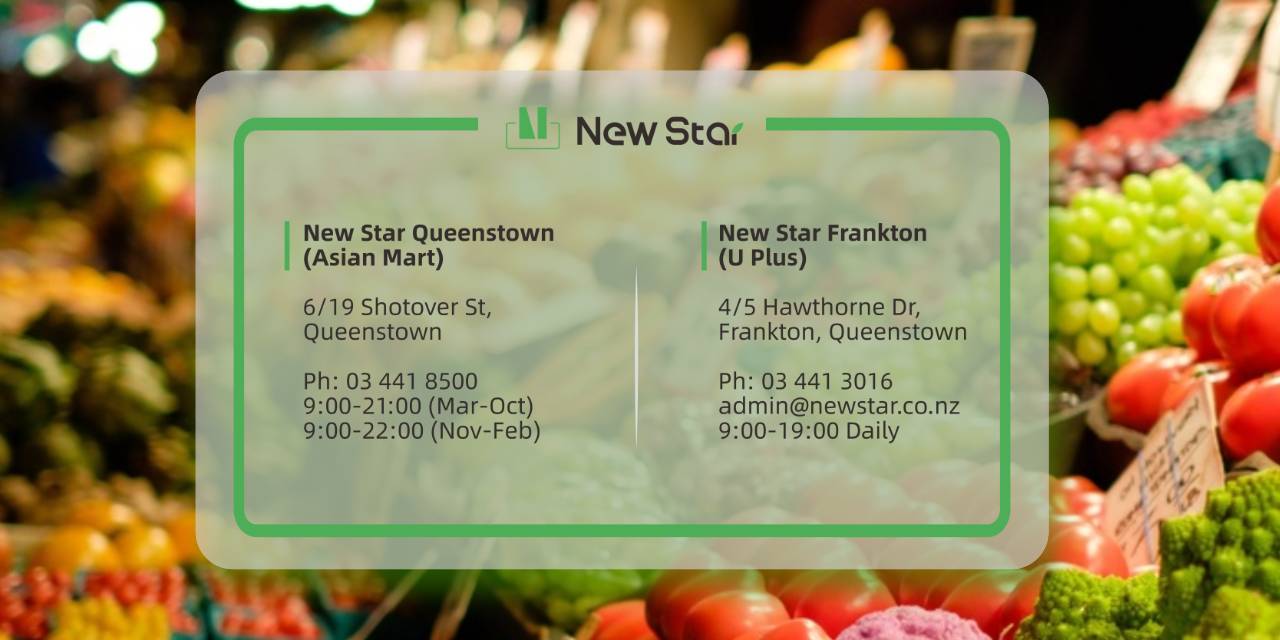 New Star
New Star Queenstown
(Asian Mart)
6/19 Shotover St,
Queenstown
Ph: 03 441 8500
9:00-21:00 (Mar-Oct)
9:00-22:00 (Nov-Feb)
New Star Frankton
(U Plus)
4/5 Hawthorne Dr,
Frankton, Queenstown
Ph: 03 441 3016
admin@newstar.co.nz
9:00-19:00 Daily